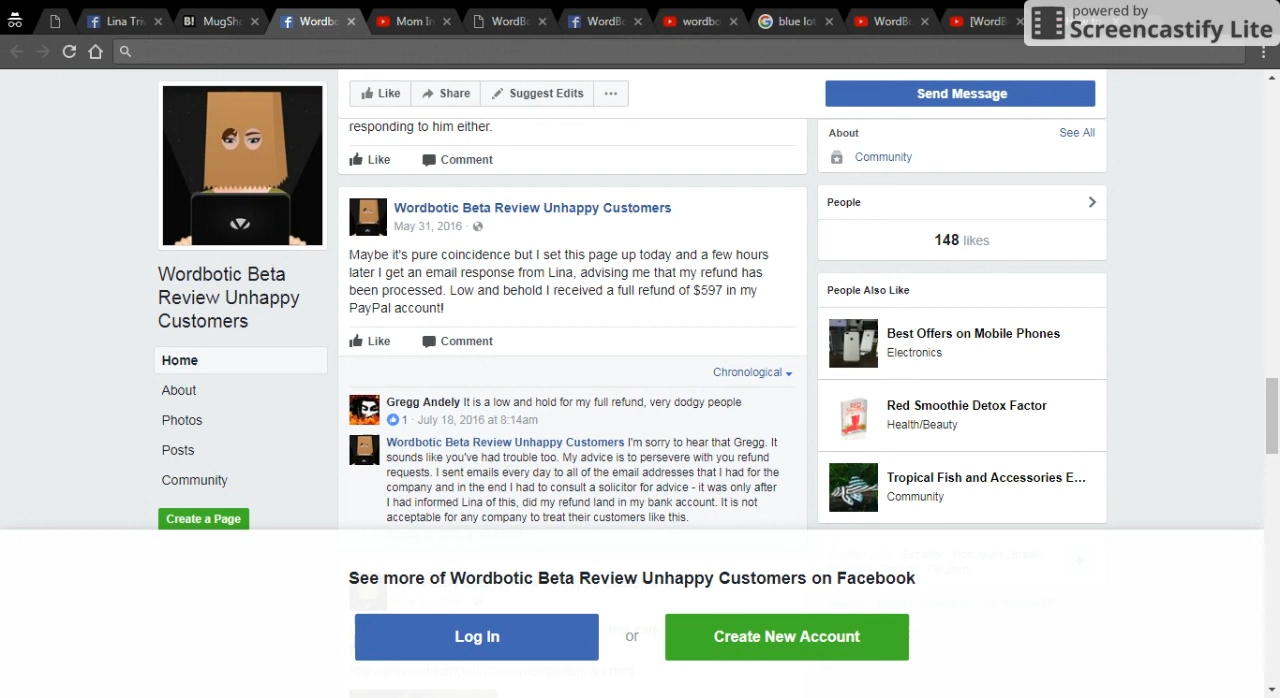 Lina Triv
B! MugSho
Wordbo
Mom In
WordBo
WordBo
wordbo
blue lot
WordBo
[WordB
powered by
Screencastify Lite
Like
Share
Suggest Edits
Send Message
responding to him either.
Like
Comment
About
See All
Community
People
148 likes
People Also Like
Best Offers on Mobile Phones
Electronics
Red Smoothie Detox Factor
Health/Beauty
Tropical Fish and Accessories E...
Community
Wordbotic Beta Review Unhappy Customers
May 31, 2016
Maybe it's pure coincidence but I set this page up today and a few hours
later I get an email response from Lina, advising me that my refund has
been processed. Low and behold I received a full refund of $597 in my
PayPal account!
Like
Comment
Chronological
Gregg Andely It is a low and hold for my full refund, very dodgy people
1 · July 18, 2016 at 8:14am
Wordbotic Beta Review Unhappy Customers I'm sorry to hear that Gregg. It
sounds like you've had trouble too. My advice is to persevere with you refund
requests. I sent emails every day to all of the email addresses that I had for the
company and in the end I had to consult a solicitor for advice - it was only after
I had informed Lina of this, did my refund land in my bank account. It is not
acceptable for any company to treat their customers like this.
Wordbotic Beta
Review Unhappy
Customers
Home
About
Photos
Posts
Community
Create a Page
See more of Wordbotic Beta Review Unhappy Customers on Facebook
Log In
or
Create New Account